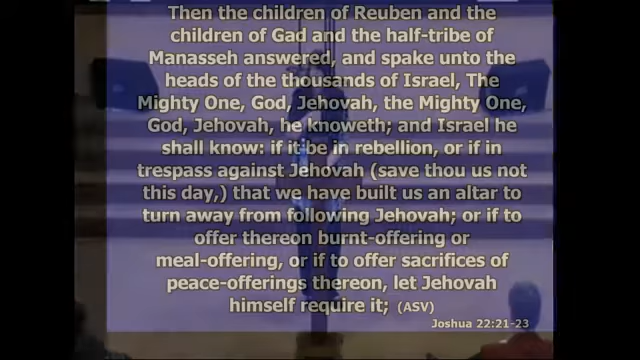 Then the children of Reuben and the
children of Gad and the half-tribe of
Manasseh answered, and spake unto the
heads of the thousands of Israel, The
Mighty One, God, Jehovah, the Mighty One,
God, Jehovah, he knoweth; and Israel he
shall know: if it be in rebellion, or if in
trespass against Jehovah (save thou us not
this day,) that we have built us an altar to
turn away from following Jehovah; or if to
offer thereon burnt-offering or
meal-offering, or if to offer sacrifices of
peace-offerings thereon, let Jehovah
himself require it; (ASV)
Joshua 22:21-23